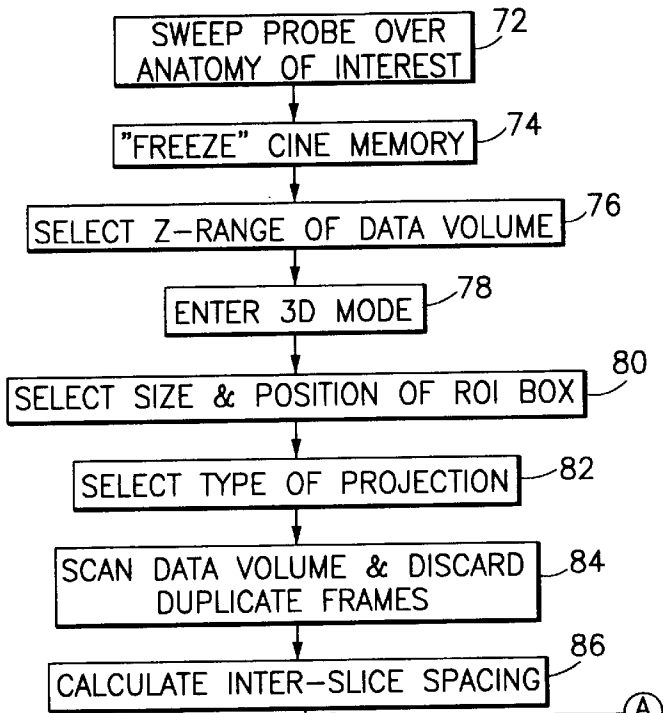 SWEEP PROBE OVER
ANATOMY OF INTEREST
72
"FREEZE" CINE MEMORY
74
SELECT Z-RANGE OF DATA VOLUME
76
ENTER 3D MODE
78
SELECT SIZE & POSITION OF ROI BOX
80
SELECT TYPE OF PROJECTION
82
SCAN DATA VOLUME & DISCARD
DUPLICATE FRAMES
84
CALCULATE INTER-SLICE SPACING
86
A